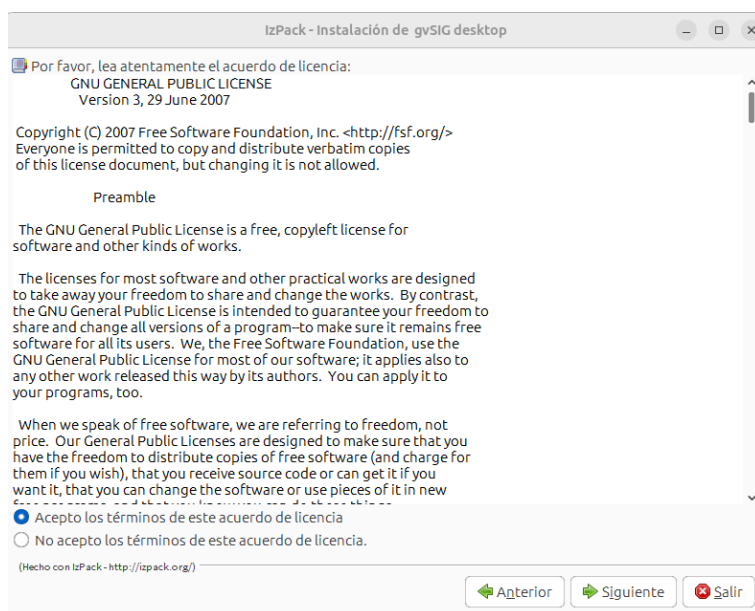 IzPack - Instalación de gvSIG desktop
Por favor, lea atentamente el acuerdo de licencia:
GNU GENERAL PUBLIC LICENSE
Version 3, 29 June 2007
Copyright (C) 2007 Free Software Foundation, Inc. <http://fsf.org/>
Everyone is permitted to copy and distribute verbatim copies
of this license document, but changing it is not allowed.
Preamble
The GNU General Public License is a free, copyleft license for
software and other kinds of works.
The licenses for most software and other practical works are designed
to take away your freedom to share and change the works.  By contrast,
the GNU General Public License is intended to guarantee your freedom to
share and change all versions of a program--to make sure it remains free
software for all its users.  We, the Free Software Foundation, use the
GNU General Public License for most of our software; it applies also to
any other work released this way by its authors.  You can apply it to
your programs, too.
When we speak of free software, we are referring to freedom, not
price.  Our General Public Licenses are designed to make sure that you
have the freedom to distribute copies of free software (and charge for
them if you wish), that you receive source code or can get it if you
want it, that you can change the software or use pieces of it in new
Acepto los términos de este acuerdo de licencia
No acepto los términos de este acuerdo de licencia.
(Hecho con IzPack - http://izpack.org/)
Anterior
Siguiente
Salir